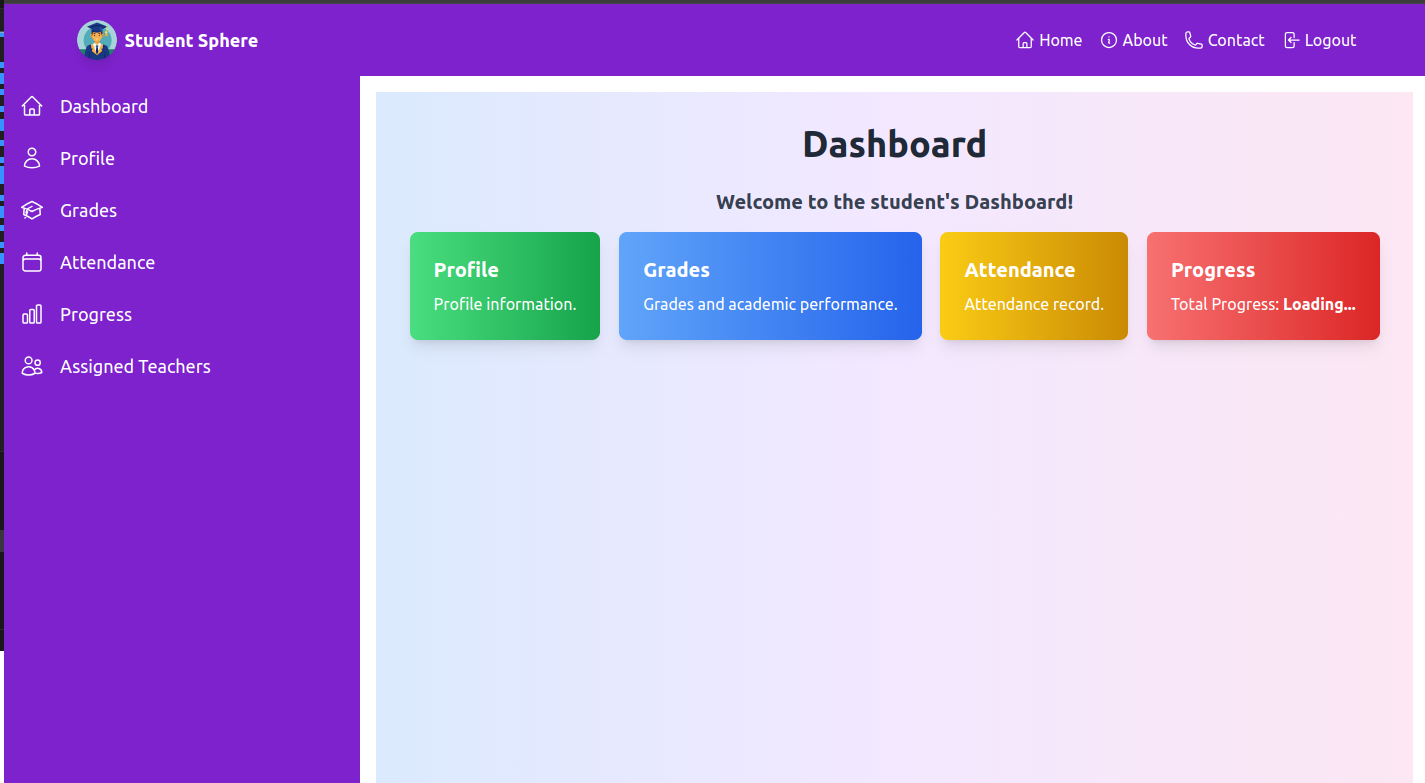 Student Sphere
Home About Contact Logout
Dashboard
Profile
Grades
Attendance
Progress
Assigned Teachers
Dashboard
Welcome to the student's Dashboard!
Profile
Profile information.
Grades
Grades and academic performance.
Attendance
Attendance record.
Progress
Total Progress: Loading...